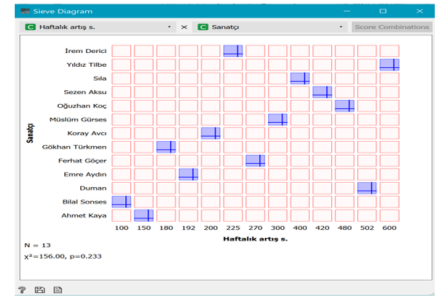 Sieve Diagram
C Haftalık artış s. × C Sanatçı Score Combinations
İrem Derici
Yıldız Tilbe
Sıla
Sezen Aksu
Oğuzhan Koç
Müslüm Gürses
Koray Avcı
Gökhan Türkmen
Ferhat Göçer
Emre Aydın
Duman
Bilal Sonses
Ahmet Kaya
Sanatçı
100 150 180 192 200 225 270 300 400 420 480 502 600
Haftalık artış s.
N = 13
χ²=156.00, p=0.233